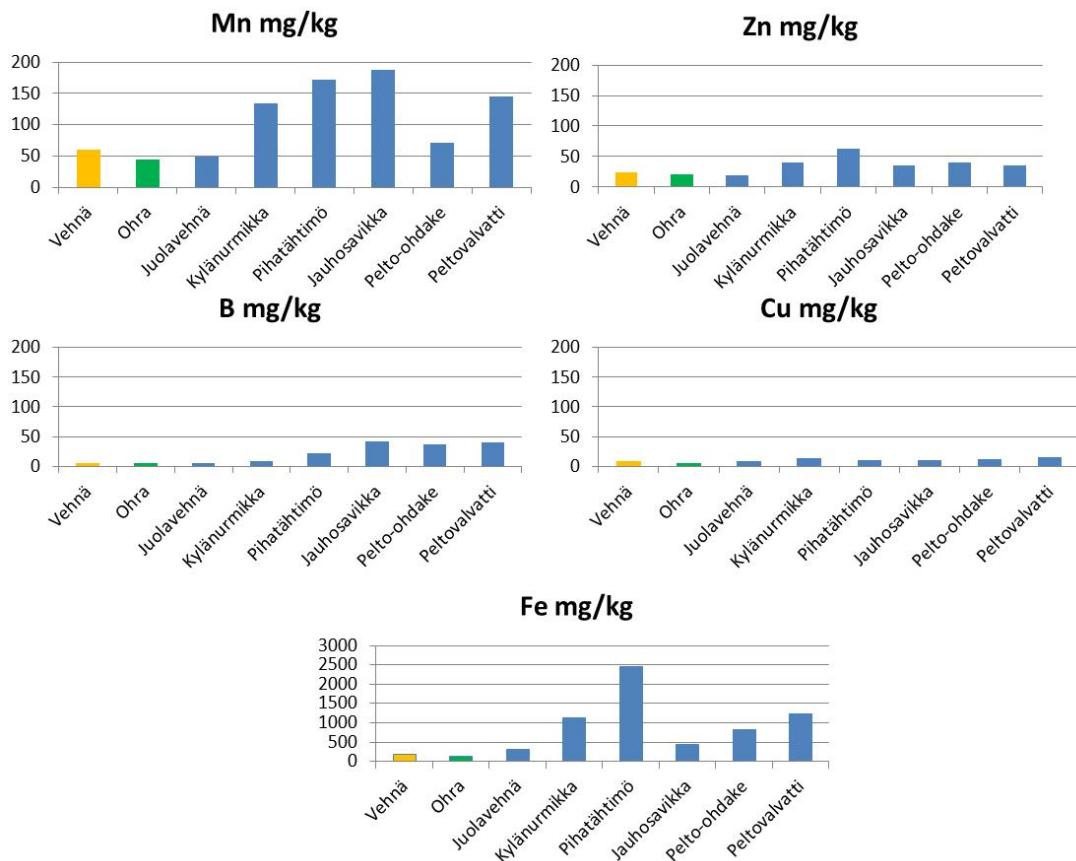 Mn mg/kg
200
150
100
50
0
Vehnä
Ohra
Juolavehnä
Kylänurmikka
Pihatähtimö
Jauhosavikka
Pelto-ohdake
Peltovalvatti
Zn mg/kg
200
150
100
50
0
Vehnä
Ohra
Juolavehnä
Kylänurmikka
Pihatähtimö
Jauhosavikka
Pelto-ohdake
Peltovalvatti
B mg/kg
200
150
100
50
0
Vehnä
Ohra
Juolavehnä
Kylänurmikka
Pihatähtimö
Jauhosavikka
Pelto-ohdake
Peltovalvatti
Cu mg/kg
200
150
100
50
0
Vehnä
Ohra
Juolavehnä
Kylänurmikka
Pihatähtimö
Jauhosavikka
Pelto-ohdake
Peltovalvatti
Fe mg/kg
3000
2500
2000
1500
1000
500
0
Vehnä
Ohra
Juolavehnä
Kylänurmikka
Pihatähtimö
Jauhosavikka
Pelto-ohdake
Peltovalvatti